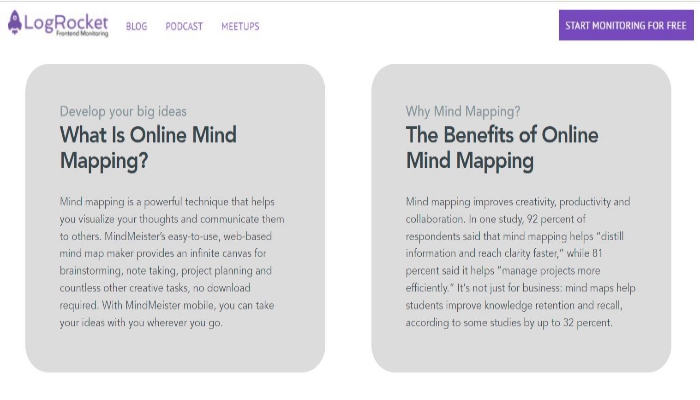 LogRocket
Frontend Monitoring
BLOG
PODCAST
MEETUPS
START MONITORING FOR FREE
Develop your big ideas
What Is Online Mind
Mapping?
Mind mapping is a powerful technique that helps
you visualize your thoughts and communicate them
to others. MindMeister's easy-to-use, web-based
mind map maker provides an infinite canvas for
brainstorming, note taking, project planning and
countless other creative tasks, no download
required. With MindMeister mobile, you can take
your ideas with you wherever you go.
Why Mind Mapping?
The Benefits of Online
Mind Mapping
Mind mapping improves creativity, productivity and
collaboration. In one study, 92 percent of
respondents said that mind mapping helps “distill
information and reach clarity faster,” while 81
percent said it helps “manage projects more
efficiently.” It's not just for business: mind maps help
students improve knowledge retention and recall,
according to some studies by up to 32 percent.